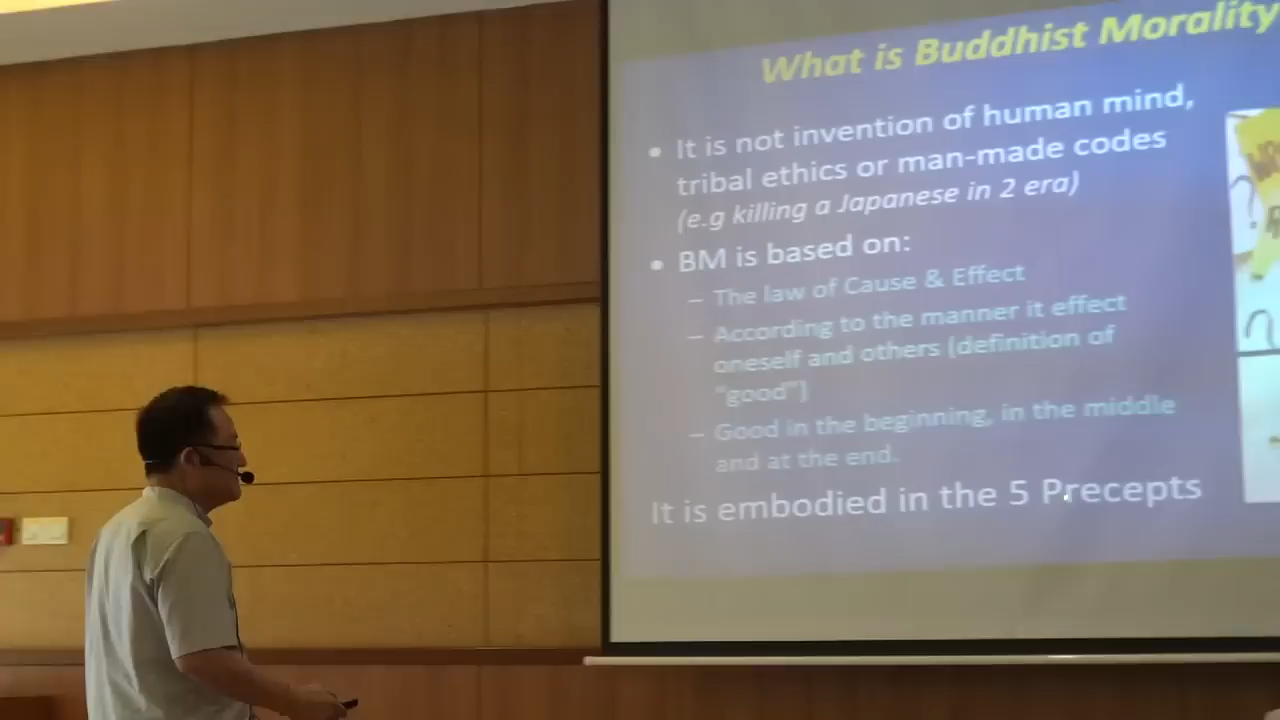 What is Buddhist Morality
• It is not invention of human mind,
tribal ethics or man-made codes
(e.g killing a Japanese in 2 era)
• BM is based on:
– The law of Cause & Effect
– According to the manner it effect
oneself and others (definition of
"good")
– Good in the beginning, in the middle
and at the end.
It is embodied in the 5 Precepts